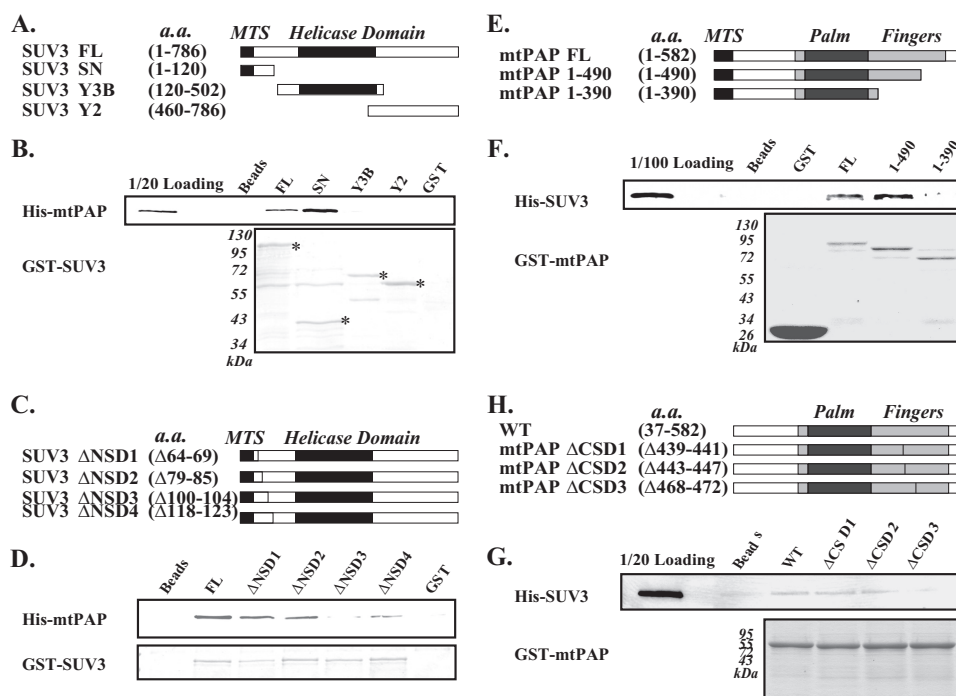 A.
a.a. MTS Helicase Domain
SUV3 FL (1-786)
SUV3 SN (1-120)
SUV3 Y3B (120-502)
SUV3 Y2 (460-786)
B.
1/20 Loading Beads FL SN Y3B Y2 GST
His-mtPAP
GST-SUV3
130
95
72
55
43
34
kDa
*
*
*
*
C.
a.a. MTS Helicase Domain
SUV3 ΔNSD1 (Δ64-69)
SUV3 ΔNSD2 (Δ79-85)
SUV3 ΔNSD3 (Δ100-104)
SUV3 ΔNSD4 (Δ118-123)
D.
Beads FL ΔNSD1 ΔNSD2 ΔNSD3 ΔNSD4 GST
His-mtPAP
GST-SUV3
E.
a.a. MTS Palm Fingers
mtPAP FL (1-582)
mtPAP 1-490 (1-490)
mtPAP 1-390 (1-390)
F.
1/100 Loading Beads GST FL 1-490 1-390
His-SUV3
GST-mtPAP
130
95
72
55
43
34
26
kDa
H.
a.a. Palm Fingers
WT (37-582)
mtPAP ΔCSD1 (Δ439-441)
mtPAP ΔCSD2 (Δ443-447)
mtPAP ΔCSD3 (Δ468-472)
G.
1/20 Loading Bead s WT ΔCS D1 ΔCSD2 ΔCSD3
His-SUV3
GST-mtPAP
95
55
72
43
kDa